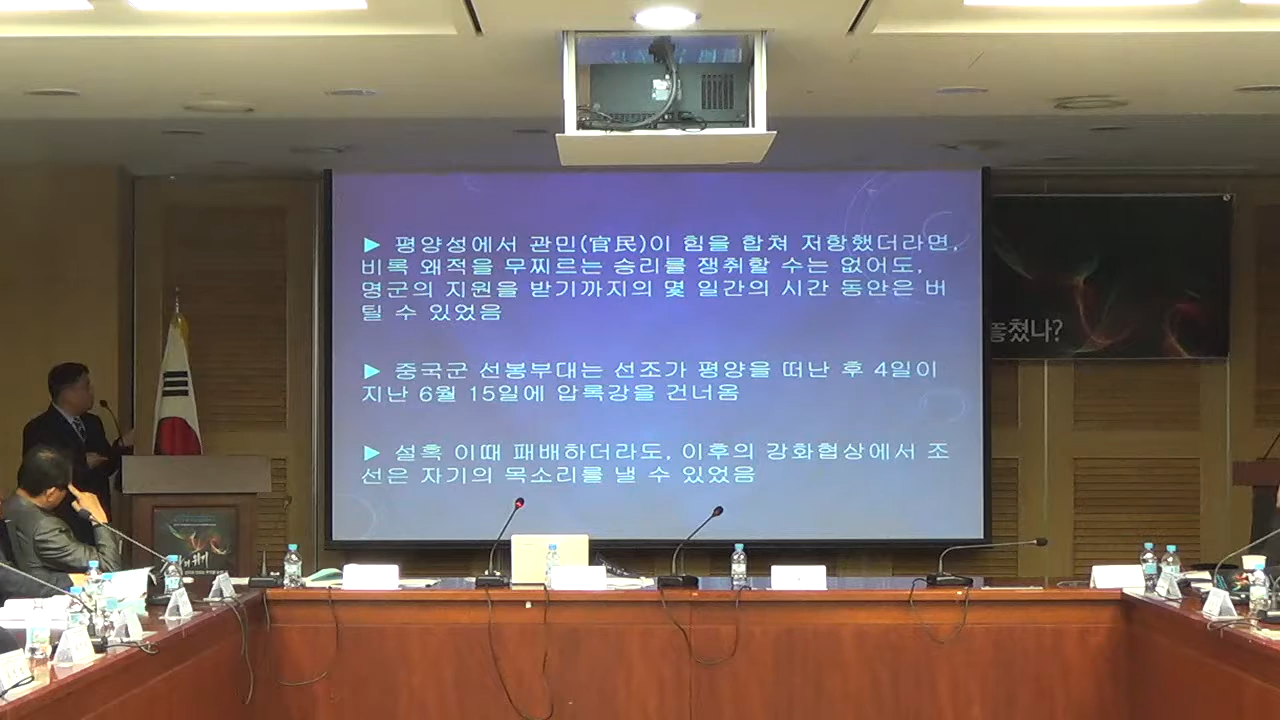 ▶ 평양성에서 관민(官民)이 힘을 합쳐 저항했더라면,
비록 왜적을 무찌르는 승리를 쟁취할 수는 없어도,
명군의 지원을 받기까지의 몇 일간의 시간 동안은 버
틸 수 있었음
▶ 중국군 선봉부대는 선조가 평양을 떠난 후 4일이
지난 6월 15일에 압록강을 건너옴
▶ 설혹 이때 패배하더라도, 이후의 강화협상에서 조
선은 자기의 목소리를 낼 수 있었음
놓쳤나?